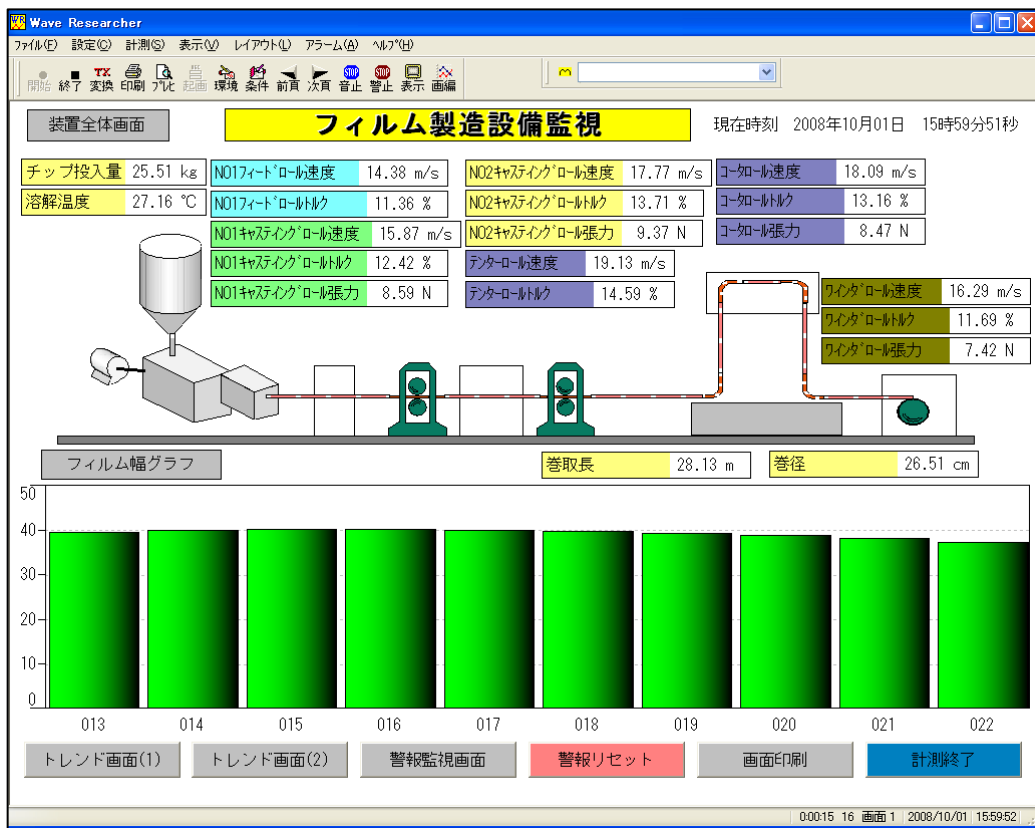 Wave Researcher
ファイル(F) 設定(C) 計測(S) 表示(V) レイアウト(L) アラーム(A) ヘルプ(H)
開始 終了 TX 変換 印刷 プレビ 起画 環境 条件 前頁 次頁 STOP 音止 STOP 警止 表示 画編
装置全体画面 フィルム製造設備監視 現在時刻 2008年10月01日 15時59分51秒
チップ投入量 25.51 kg NO1フィードロール速度 14.38 m/s NO2キャスティングロール速度 17.77 m/s コータロール速度 18.09 m/s
溶解温度 27.16 ℃ NO1フィードロールトルク 11.36 % NO2キャスティングロールトルク 13.71 % コータロールトルク 13.16 %
NO1キャスティングロール速度 15.87 m/s NO2キャスティングロール張力 9.37 N コータロール張力 8.47 N
NO1キャスティングロールトルク 12.42 % テンターロール速度 19.13 m/s
NO1キャスティングロール張力 8.59 N テンターロールトルク 14.59 % ワインダロール速度 16.29 m/s
ワインダロールトルク 11.69 %
ワインダロール張力 7.42 N
フィルム幅グラフ 巻取長 28.13 m 巻径 26.51 cm
50
40
30
20
10
0
013 014 015 016 017 018 019 020 021 022
トレンド画面(1) トレンド画面(2) 警報監視画面 警報リセット 画面印刷 計測終了
0:00:15 16 画面 1 2008/10/01 15:59:52